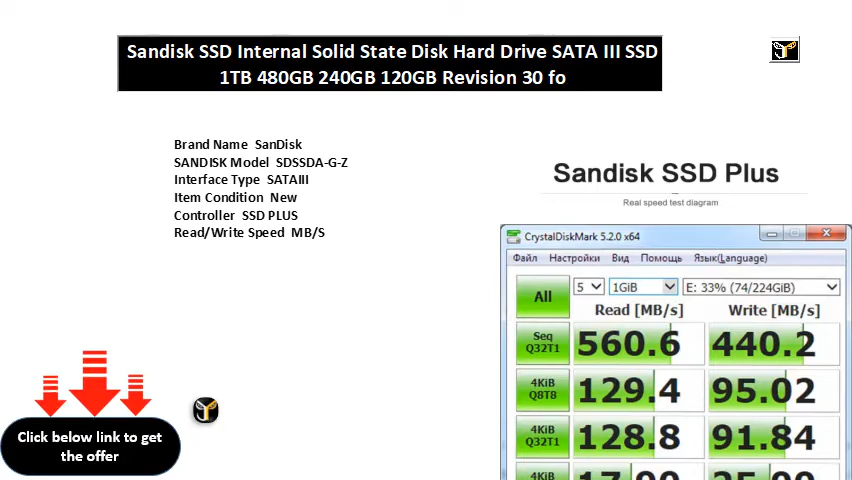 Sandisk SSD Internal Solid State Disk Hard Drive SATA III SSD
1TB 480GB 240GB 120GB Revision 30 fo
Brand Name  SanDisk
SANDISK Model  SDSSDA-G-Z
Interface Type  SATAIII
Item Condition  New
Controller  SSD PLUS
Read/Write Speed  MB/S
Sandisk SSD Plus
Real speed test diagram
CrystalDiskMark 5.2.0 x64
Файл Настройки Вид Помощь Язык(Language)
All 5 1GiB E: 33% (74/224GiB)
Read [MB/s] Write [MB/s]
Seq
Q32T1 560.6 440.2
4KiB
Q8T8 129.4 95.02
4KiB
Q32T1 128.8 91.84
4KiB
Click below link to get
the offer